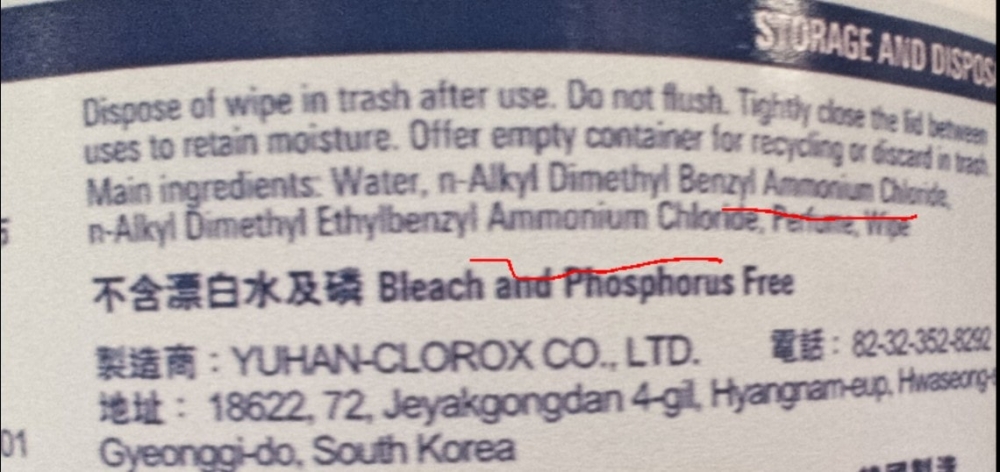 STORAGE AND DISPOS
Dispose of wipe in trash after use. Do not flush. Tightly close the lid between
uses to retain moisture. Offer empty container for recycling or discard in trash.
Main ingredients: Water, n-Alkyl Dimethyl Benzyl Ammonium Chloride,
n-Alkyl Dimethyl Ethylbenzyl Ammonium Chloride, Perfume, Wipe
不含漂白水及磷 Bleach and Phosphorus Free
製造商：YUHAN-CLOROX CO., LTD. 電話：82-32-352-8292
地址：18622, 72, Jeyakgongdan 4-gil, Hyangnam-eup, Hwaseong-
01 Gyeonggi-do, South Korea